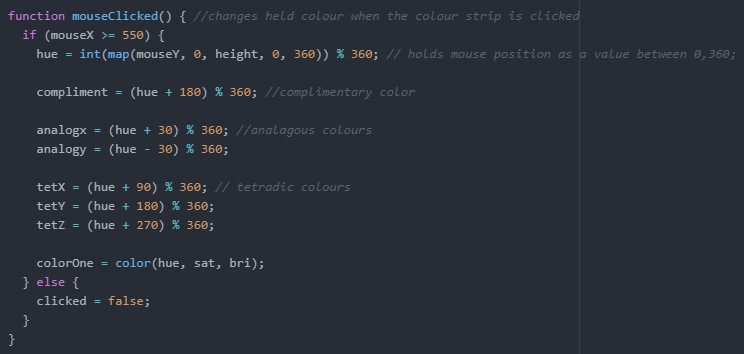 function mouseClicked() { //changes held colour when the colour strip is clicked
if (mouseX >= 550) {
hue = int(map(mouseY, 0, height, 0, 360)) % 360; // holds mouse position as a value between 0,360;
compliment = (hue + 180) % 360; //complimentary color
analogx = (hue + 30) % 360; //analagous colours
analogy = (hue - 30) % 360;
tetX = (hue + 90) % 360; // tetradic colours
tetY = (hue + 180) % 360;
tetZ = (hue + 270) % 360;
colorOne = color(hue, sat, bri);
} else {
clicked = false;
}
}